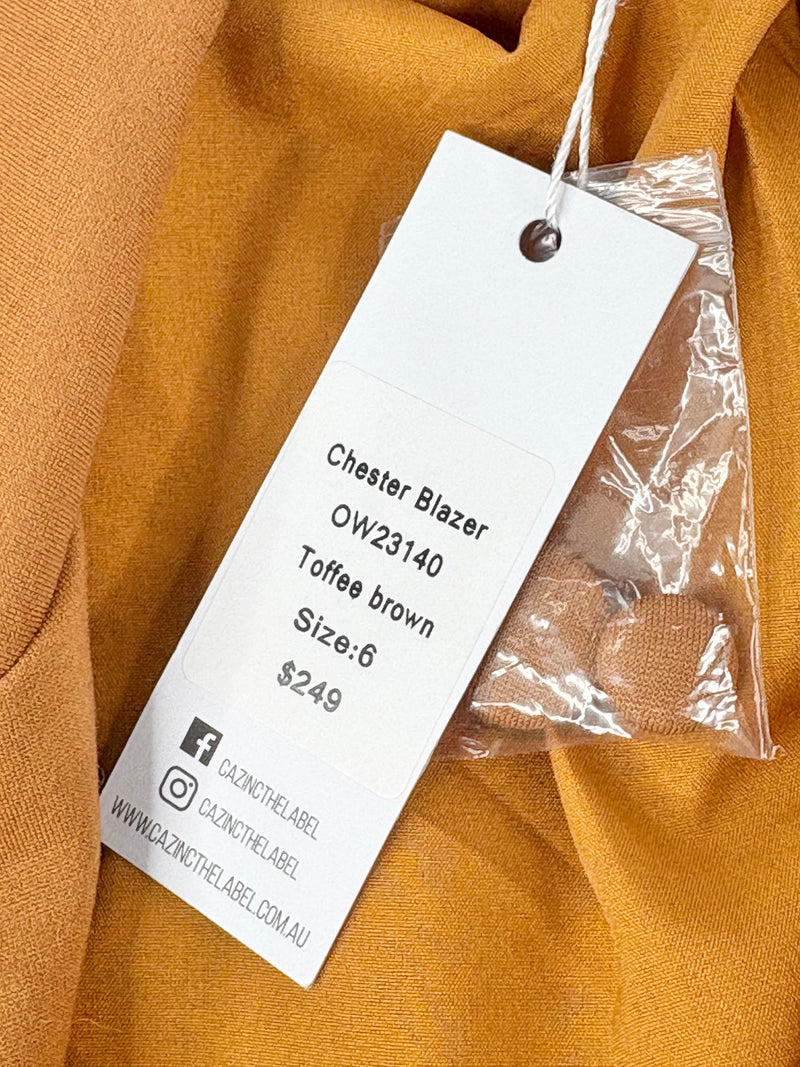 Chester Blazer
OW23140
Toffee brown
Size:6
$249
f CAZINCTHELABEL
CAZINCTHELABEL
WWW.CAZINCTHELABEL.COM.AU